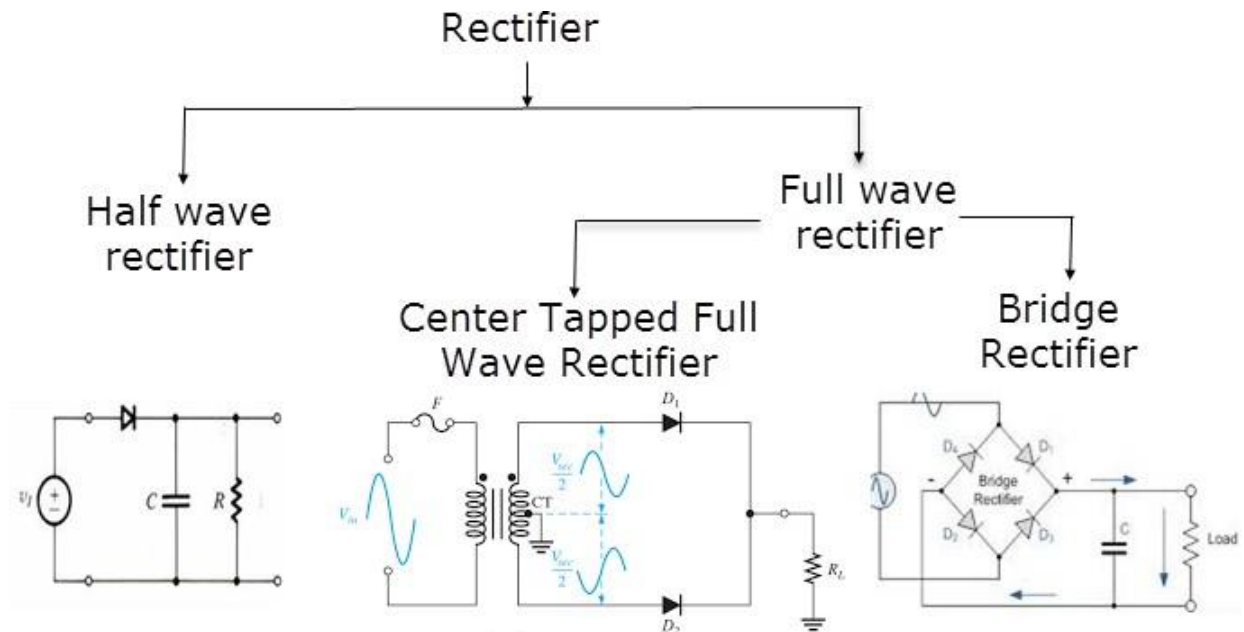 Rectifier
Half wave
rectifier
Full wave
rectifier
Center Tapped Full
Wave Rectifier
Bridge
Rectifier
vI
+
−
C
R
F
Vin
Vsec
2
CT
Vsec
2
D1
D2
RL
D4
D1
-
Bridge
Rectifier
+
D2
D3
C
Load